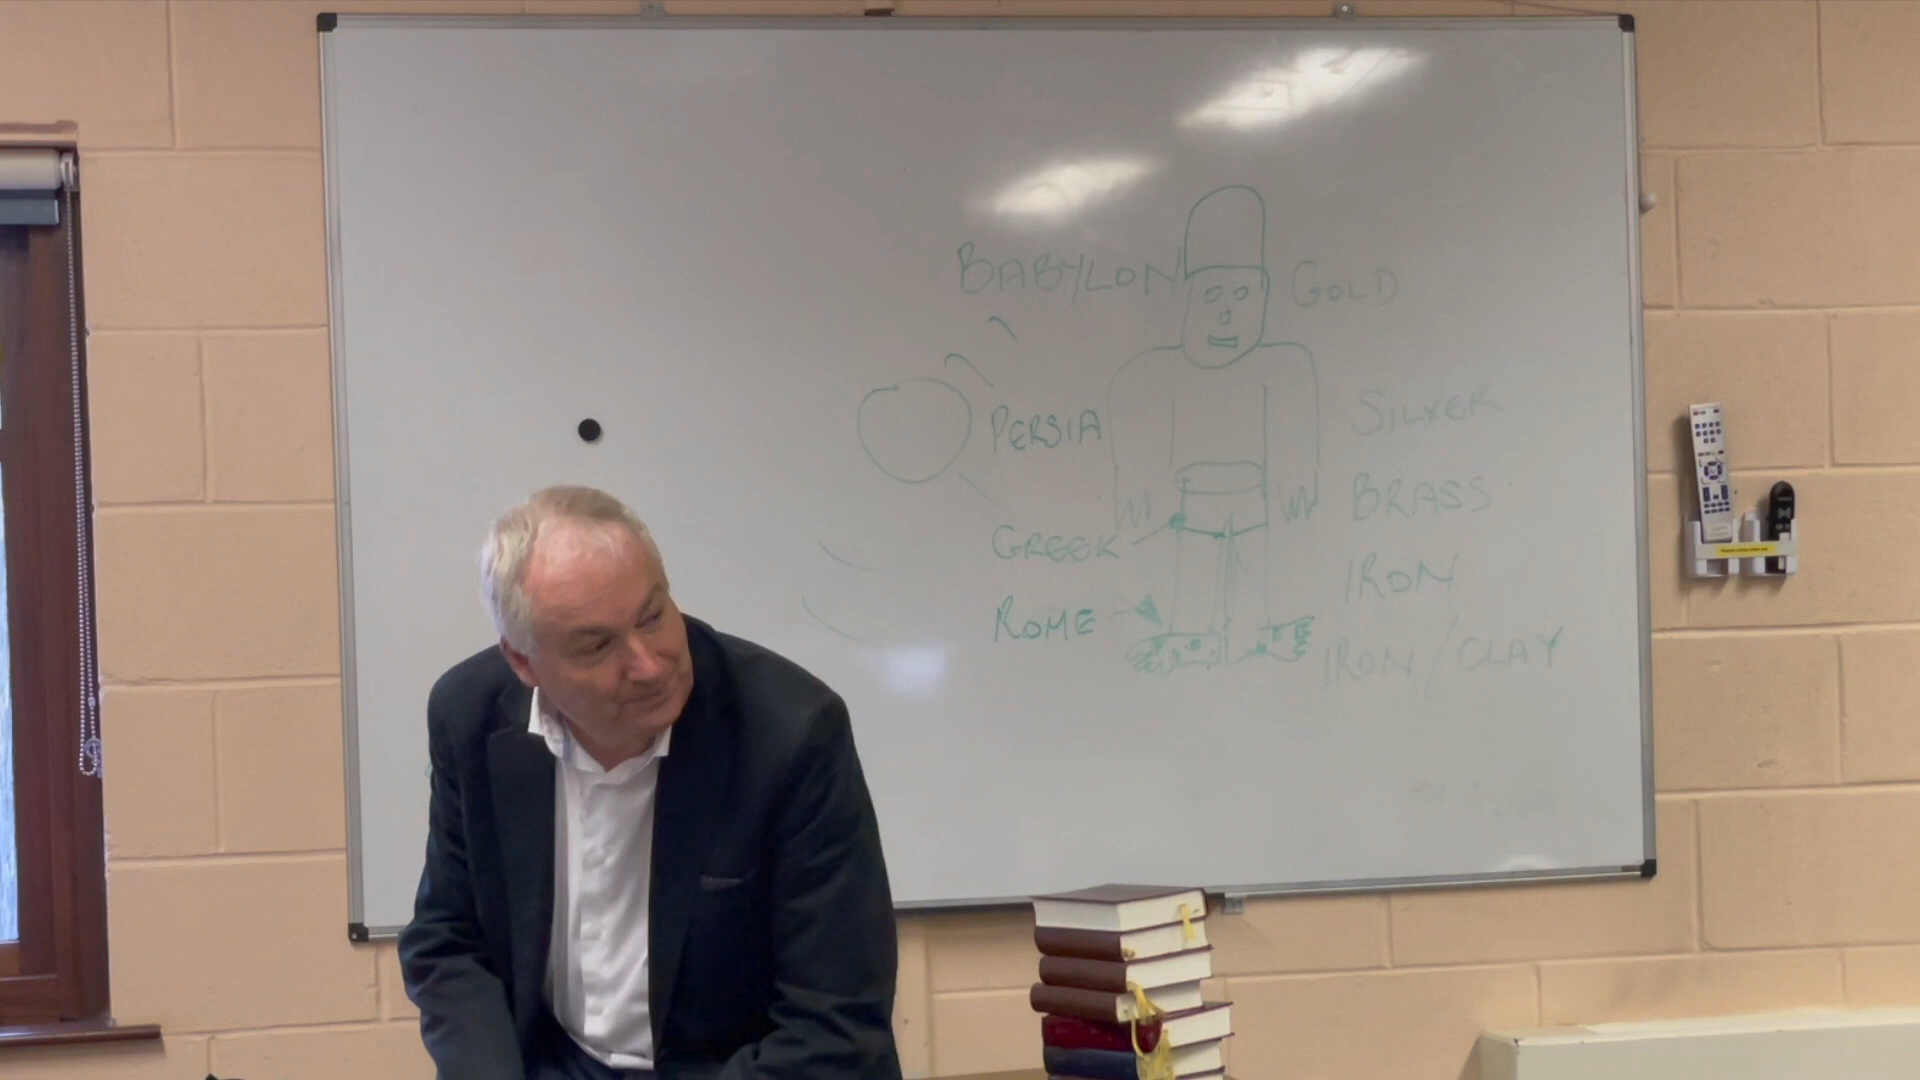 BABYLON GOLD
PERSIA SILVER
BRASS
GREEK
IRON
ROME
IRON / CLAY